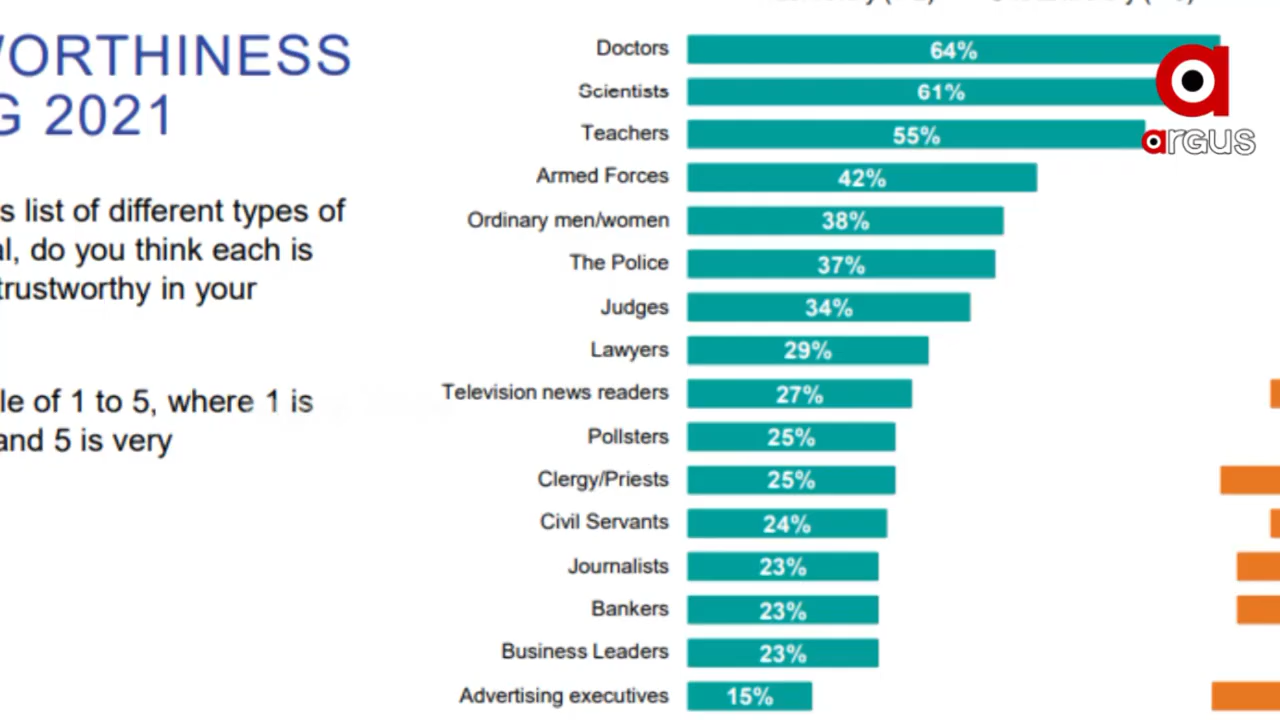 ORTHINESS
G 2021
s list of different types of
l, do you think each is
trustworthy in your
le of 1 to 5, where 1 is
and 5 is very
Doctors 64%
Scientists 61%
Teachers 55%
Armed Forces 42%
Ordinary men/women 38%
The Police 37%
Judges 34%
Lawyers 29%
Television news readers 27%
Pollsters 25%
Clergy/Priests 25%
Civil Servants 24%
Journalists 23%
Bankers 23%
Business Leaders 23%
Advertising executives 15%
argus